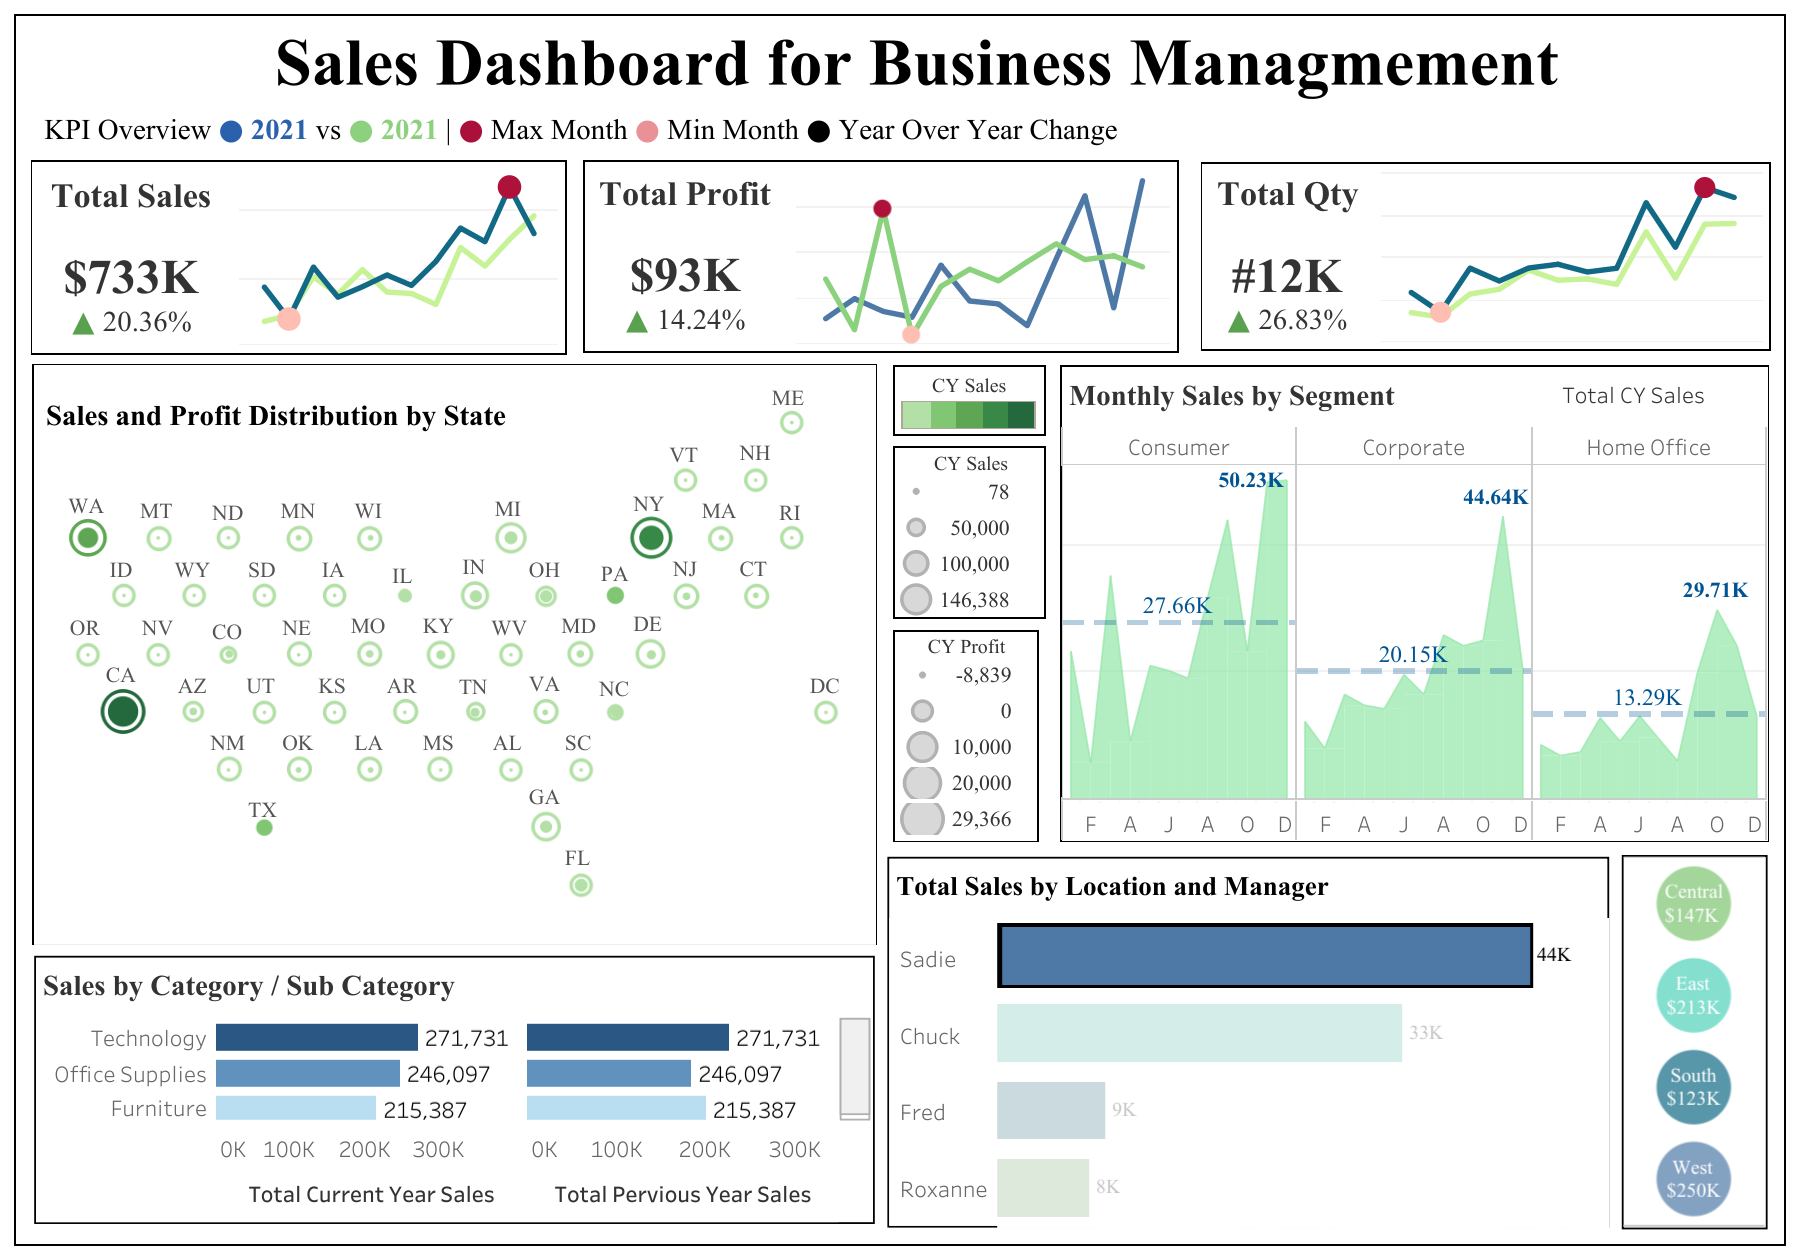 Sales Dashboard for Business Managmement
KPI Overview 2021 vs 2021 | Max Month Min Month Year Over Year Change
Total Sales
$733K
▲ 20.36%
Total Profit
$93K
▲ 14.24%
Total Qty
#12K
▲ 26.83%
Sales and Profit Distribution by State
ME
VT NH
WA MT ND MN WI MI NY MA RI
ID WY SD IA IL IN OH PA NJ CT
OR NV CO NE MO KY WV MD DE
CA AZ UT KS AR TN VA NC DC
NM OK LA MS AL SC
TX GA
FL
CY Sales
CY Sales
78
50,000
100,000
146,388
CY Profit
-8,839
0
10,000
20,000
29,366
Monthly Sales by Segment Total CY Sales
Consumer Corporate Home Office
50.23K 44.64K 29.71K
27.66K 20.15K 13.29K
F A J A O D F A J A O D F A J A O D
Sales by Category / Sub Category
Technology 271,731 271,731
Office Supplies 246,097 246,097
Furniture 215,387 215,387
0K 100K 200K 300K 0K 100K 200K 300K
Total Current Year Sales Total Pervious Year Sales
Total Sales by Location and Manager
Sadie 44K
Chuck 33K
Fred 9K
Roxanne 8K
Central
$147K
East
$213K
South
$123K
West
$250K